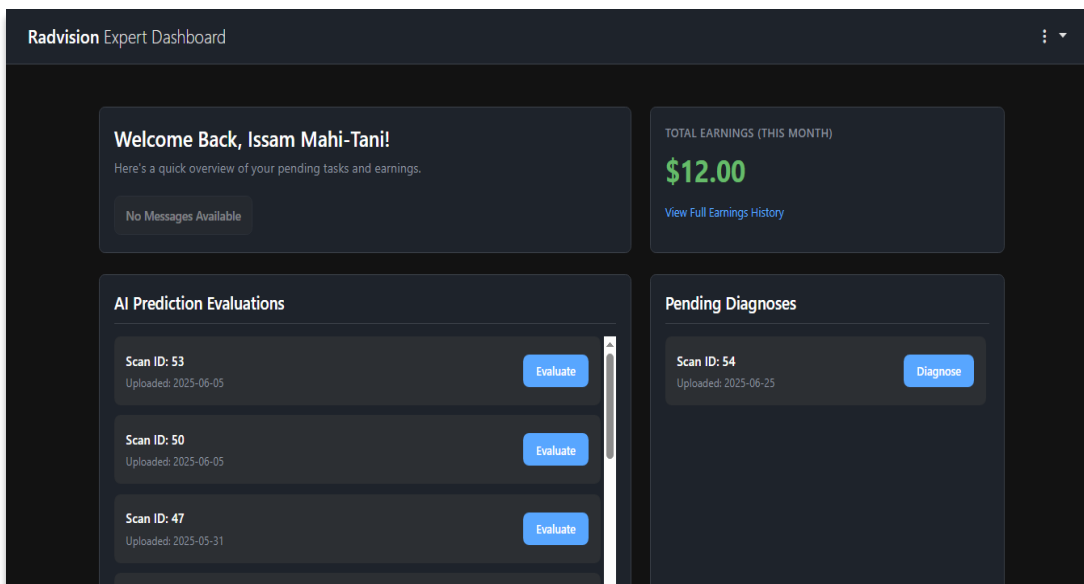 Radvision Expert Dashboard
Welcome Back, Issam Mahi-Tani!
Here's a quick overview of your pending tasks and earnings.
No Messages Available
TOTAL EARNINGS (THIS MONTH)
$12.00
View Full Earnings History
AI Prediction Evaluations
Scan ID: 53
Uploaded: 2025-06-05
Evaluate
Scan ID: 50
Uploaded: 2025-06-05
Evaluate
Scan ID: 47
Uploaded: 2025-05-31
Evaluate
Pending Diagnoses
Scan ID: 54
Uploaded: 2025-06-25
Diagnose